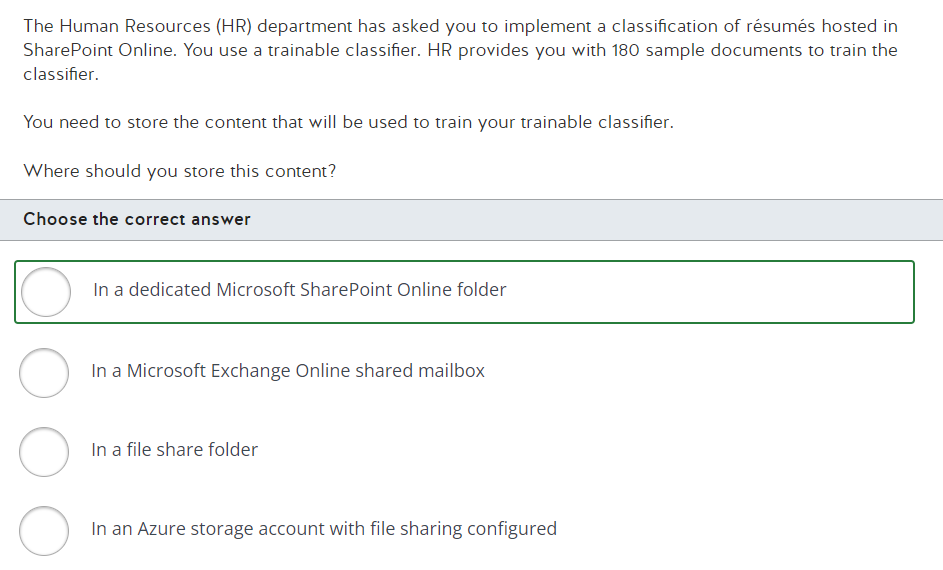 The Human Resources (HR) department has asked you to implement a classification of résumés hosted in
SharePoint Online. You use a trainable classifier. HR provides you with 180 sample documents to train the
classifier.
You need to store the content that will be used to train your trainable classifier.
Where should you store this content?
Choose the correct answer
In a dedicated Microsoft SharePoint Online folder
In a Microsoft Exchange Online shared mailbox
In a file share folder
In an Azure storage account with file sharing configured